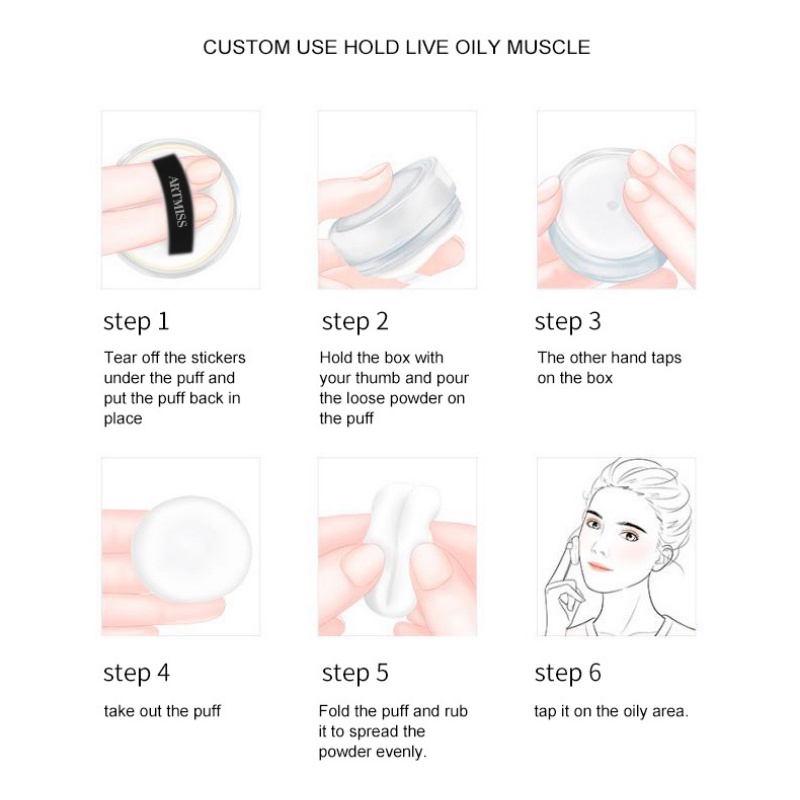 CUSTOM USE HOLD LIVE OILY MUSCLE
ARTMISS
step 1
Tear off the stickers
under the puff and
put the puff back in
place
step 2
Hold the box with
your thumb and pour
the loose powder on
the puff
step 3
The other hand taps
on the box
step 4
take out the puff
step 5
Fold the puff and rub
it to spread the
powder evenly.
step 6
tap it on the oily area.